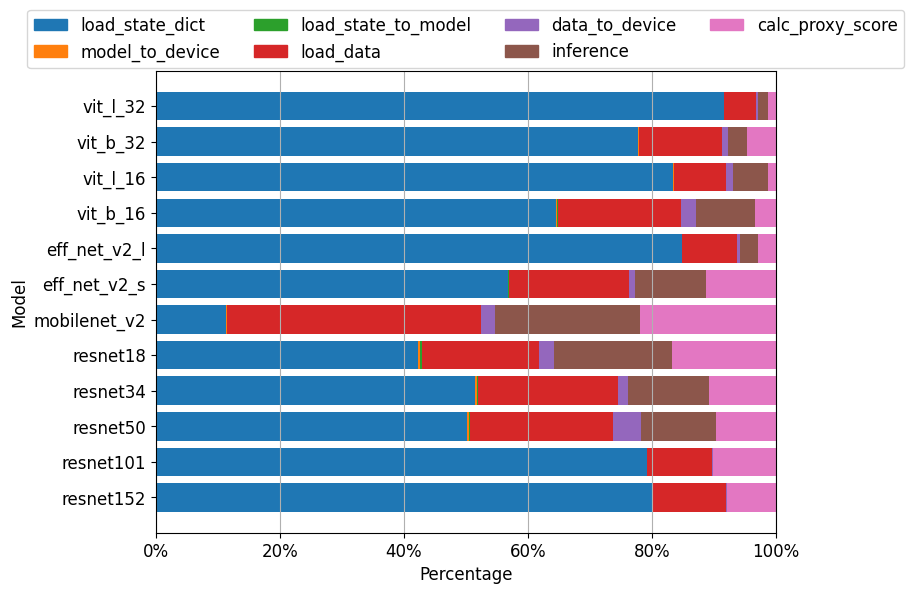 load_state_dict load_state_to_model data_to_device calc_proxy_score
model_to_device load_data inference
vit_l_32
vit_b_32
vit_l_16
vit_b_16
eff_net_v2_l
eff_net_v2_s
mobilenet_v2
resnet18
resnet34
resnet50
resnet101
resnet152
Model
0% 20% 40% 60% 80% 100%
Percentage